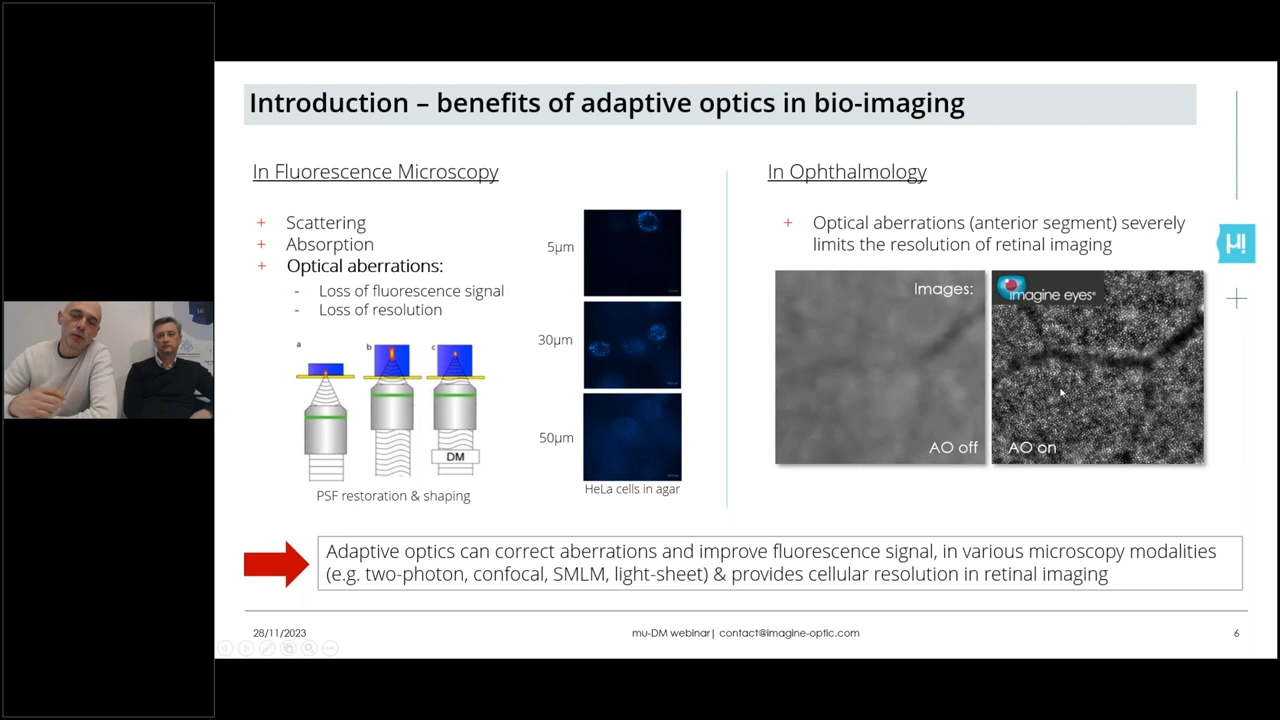 Introduction – benefits of adaptive optics in bio-imaging
In Fluorescence Microscopy
+ Scattering
+ Absorption
+ Optical aberrations:
- Loss of fluorescence signal
- Loss of resolution
a
b
c
DM
PSF restoration & shaping
5µm
30µm
50µm
HeLa cells in agar
In Ophthalmology
+ Optical aberrations (anterior segment) severely
limits the resolution of retinal imaging
Images:
imagine eyes®
AO off
AO on
µ!
Adaptive optics can correct aberrations and improve fluorescence signal, in various microscopy modalities
(e.g. two-photon, confocal, SMLM, light-sheet) & provides cellular resolution in retinal imaging
28/11/2023
mu-DM webinar| contact@imagine-optic.com
6